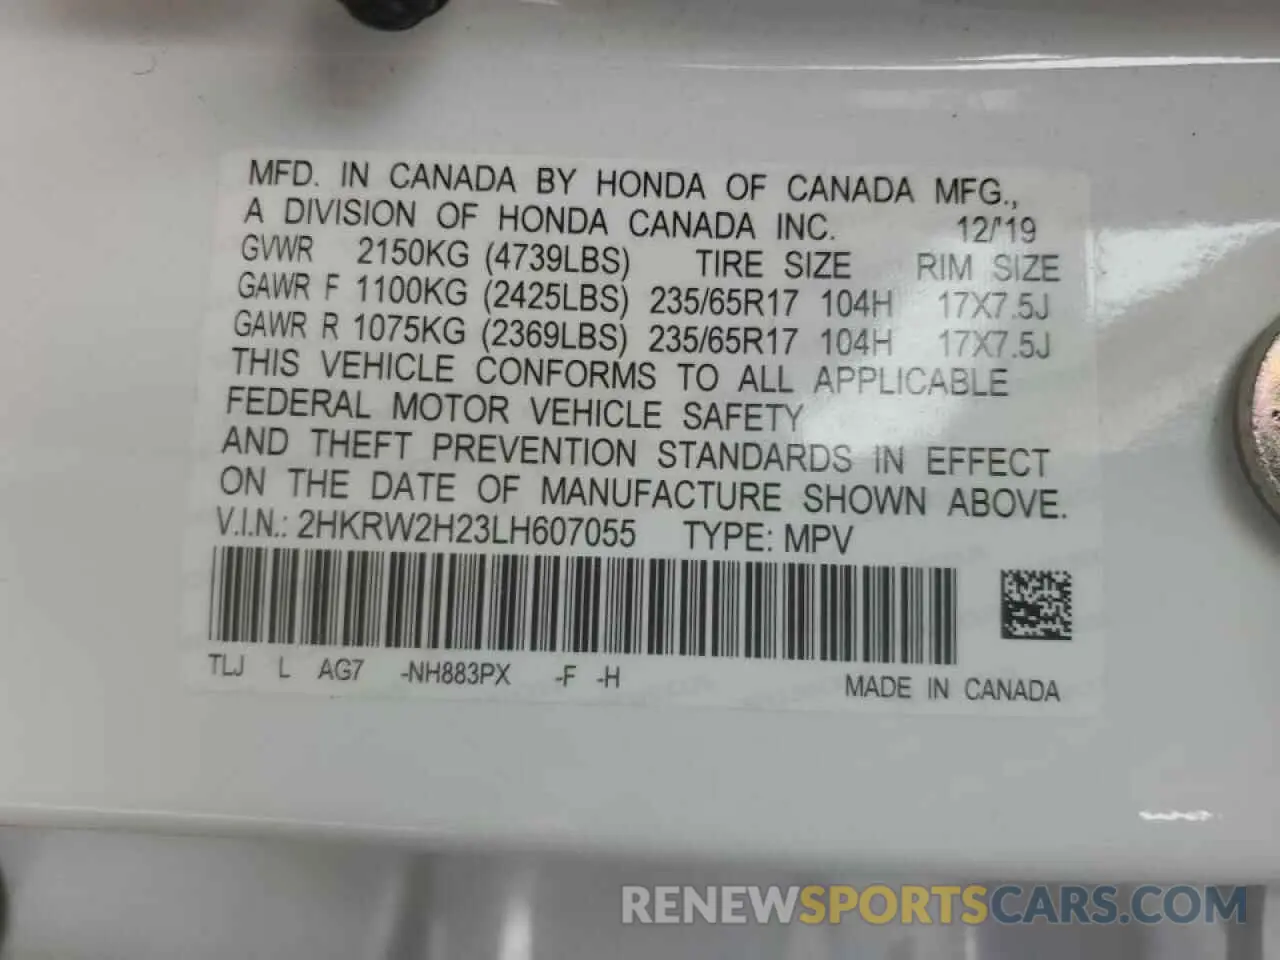 MFD. IN CANADA BY HONDA OF CANADA MFG.,
A DIVISION OF HONDA CANADA INC. 12/'19
GVWR 2150KG (4739LBS) TIRE SIZE RIM SIZE
GAWR F 1100KG (2425LBS) 235/65R17 104H 17X7.5J
GAWR R 1075KG (2369LBS) 235/65R17 104H 17X7.5J
THIS VEHICLE CONFORMS TO ALL APPLICABLE
FEDERAL MOTOR VEHICLE SAFETY
AND THEFT PREVENTION STANDARDS IN EFFECT
ON THE DATE OF MANUFACTURE SHOWN ABOVE.
V.I.N.: 2HKRW2H23LH607055 TYPE: MPV
TLJ L AG7 -NH883PX -F -H MADE IN CANADA
RENEWSPORTSCARS.COM